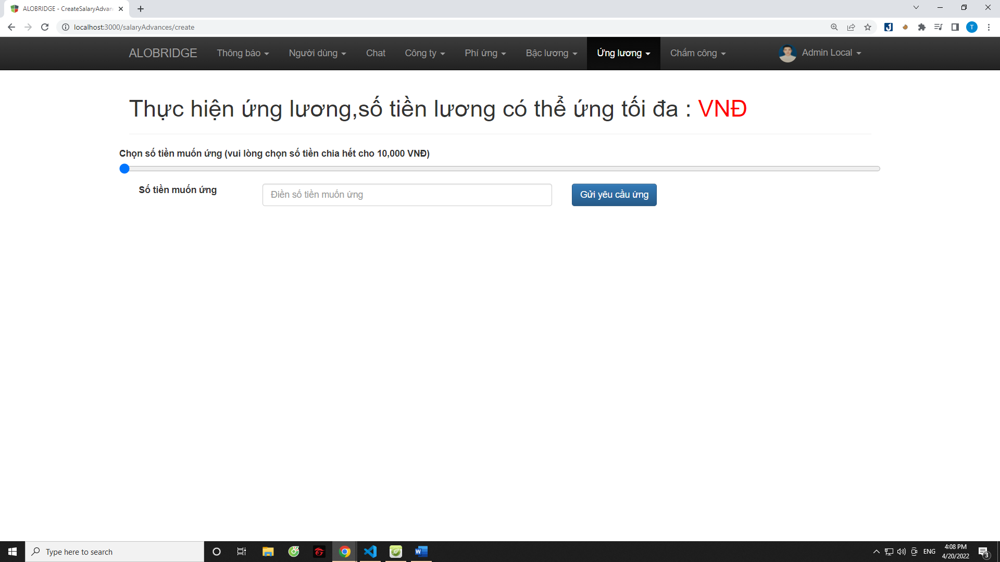 ALOBRIDGE - CreateSalaryAdvan
localhost:3000/salaryAdvances/create
T
ALOBRIDGE Thông báo Người dùng Chat Công ty Phí ứng Bậc lương Ứng lương Chấm công Admin Local
Thực hiện ứng lương,số tiền lương có thể ứng tối đa : VNĐ
Chọn số tiền muốn ứng (vui lòng chọn số tiền chia hết cho 10,000 VNĐ)
Số tiền muốn ứng Điền số tiền muốn ứng Gửi yêu cầu ứng
Type here to search
W
ENG
4:08 PM
4/20/2022
3